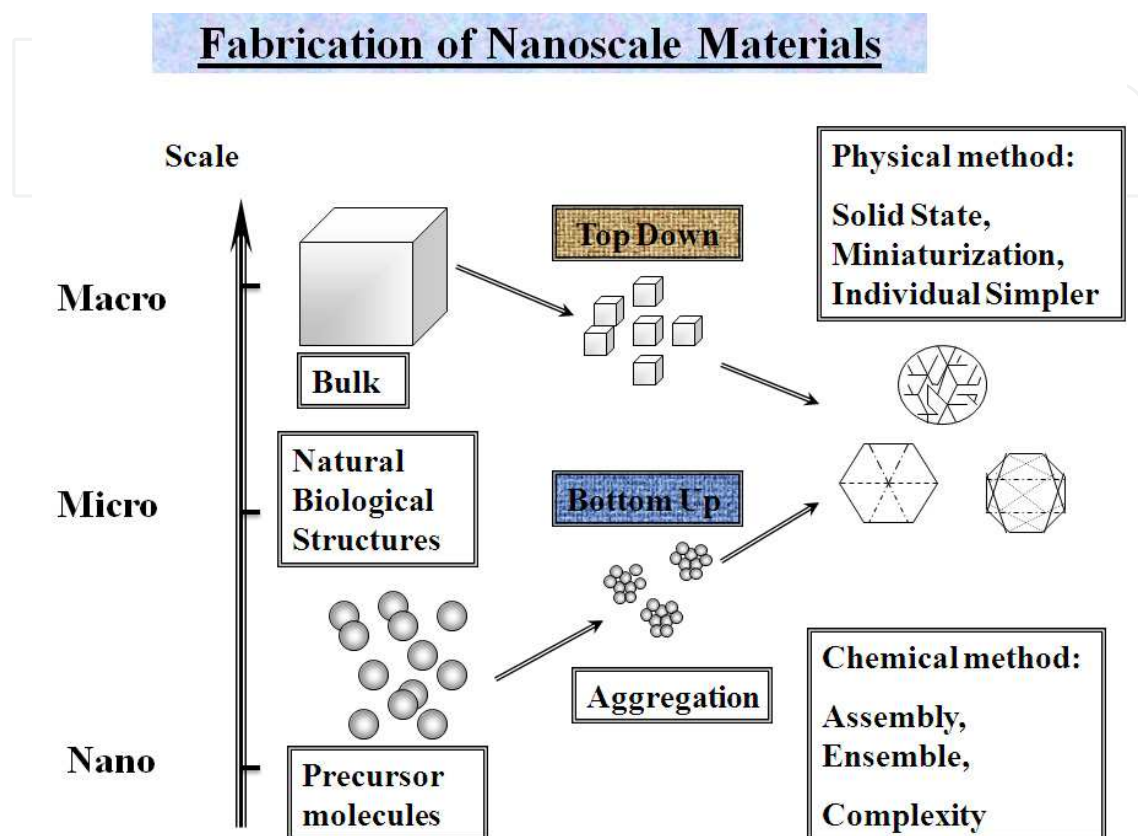 Fabrication of Nanoscale Materials
Scale
Macro
Micro
Nano
Bulk
Natural
Biological
Structures
Precursor
molecules
Top Down
Bottom Up
Aggregation
Physical method:
Solid State,
Miniaturization,
Individual Simpler
Chemical method:
Assembly,
Ensemble,
Complexity